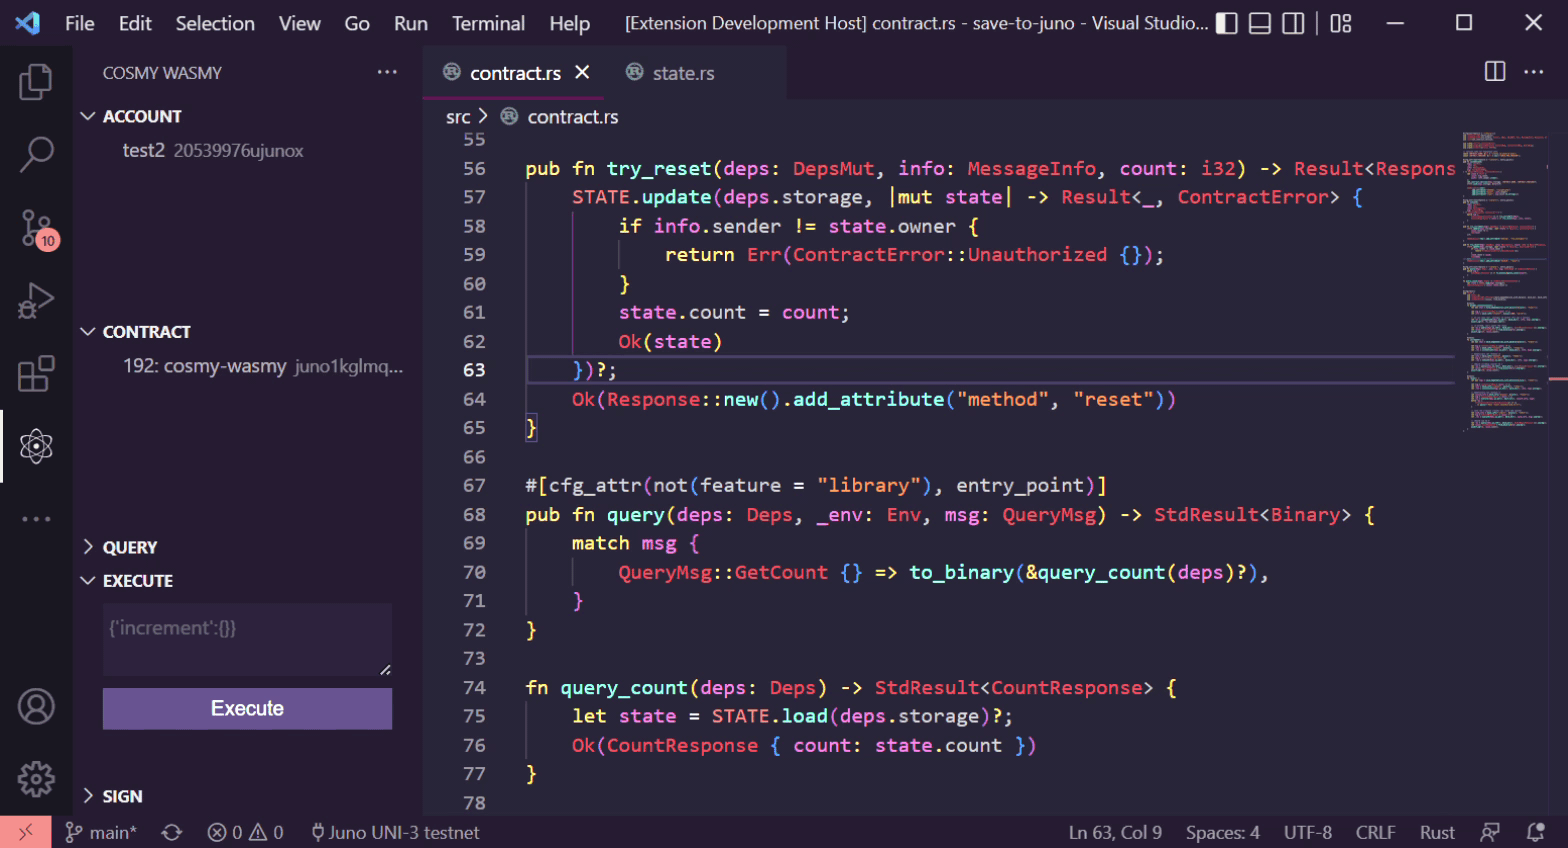 File Edit Selection View Go Run Terminal Help [Extension Development Host] contract.rs - save-to-juno - Visual Studio...
COSMY WASMY ...
ACCOUNT
test2 20539976ujunox
10
CONTRACT
192: cosmy-wasmy juno1kglmq...
QUERY
EXECUTE
{'increment':{}}
Execute
SIGN
contract.rs state.rs
src > contract.rs
55
56 pub fn try_reset(deps: DepsMut, info: MessageInfo, count: i32) -> Result<Respons
57 STATE.update(deps.storage, |mut state| -> Result<_, ContractError> {
58 if info.sender != state.owner {
59 return Err(ContractError::Unauthorized {});
60 }
61 state.count = count;
62 Ok(state)
63 })?;
64 Ok(Response::new().add_attribute("method", "reset"))
65 }
66
67 #[cfg_attr(not(feature = "library"), entry_point)]
68 pub fn query(deps: Deps, _env: Env, msg: QueryMsg) -> StdResult<Binary> {
69 match msg {
70 QueryMsg::GetCount {} => to_binary(&query_count(deps)?),
71 }
72 }
73
74 fn query_count(deps: Deps) -> StdResult<CountResponse> {
75 let state = STATE.load(deps.storage)?;
76 Ok(CountResponse { count: state.count })
77 }
78
main* 0 0 Juno UNI-3 testnet Ln 63, Col 9 Spaces: 4 UTF-8 CRLF Rust